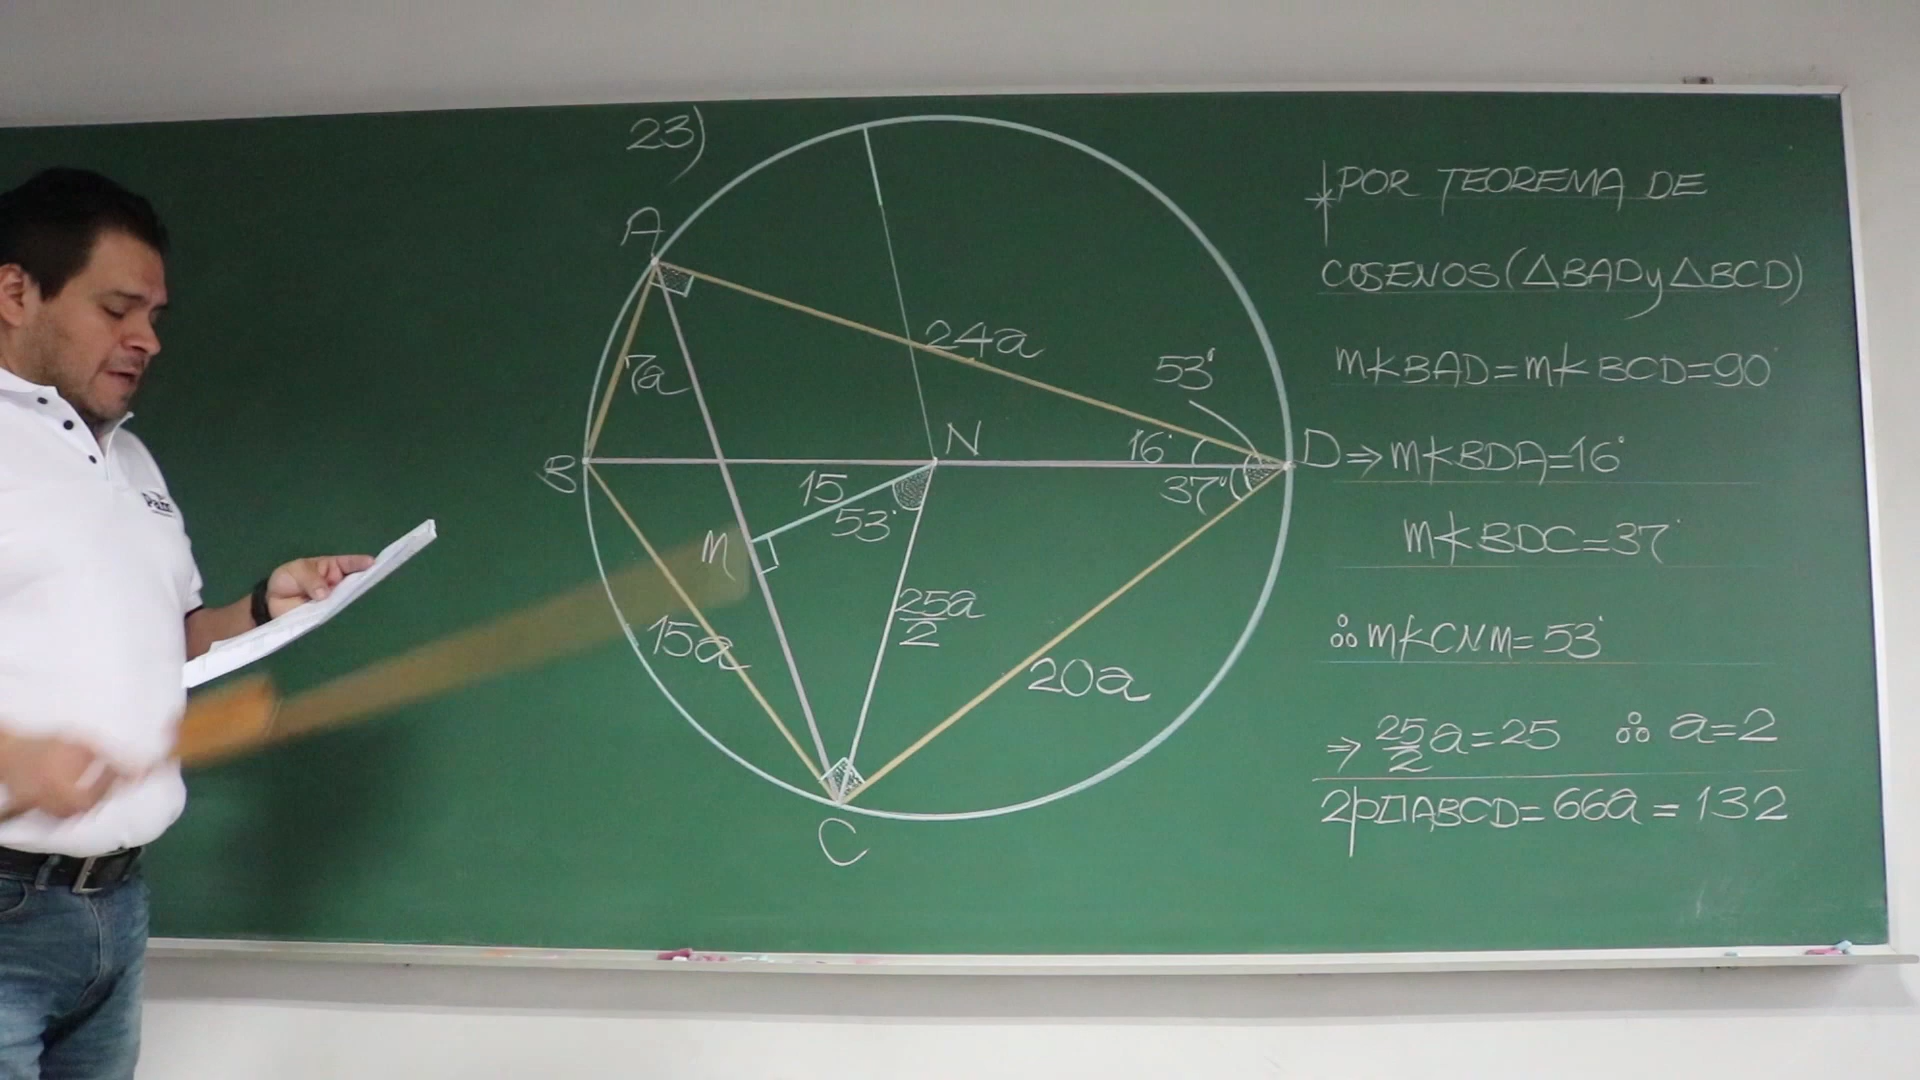 23)
A
7a
24a
53°
16°
37°
B
N
D
15
53°
M
25a
2
15a
20a
C
* POR TEOREMA DE
COSENOS (△BAD y △BCD)
m∢BAD=m∢BCD=90°
⇒ m∢BDA=16°
m∢BDC=37°
∴ m∢CNM=53°
⇒ 25/2 a=25 ∴ a=2
2p□ABCD=66a=132